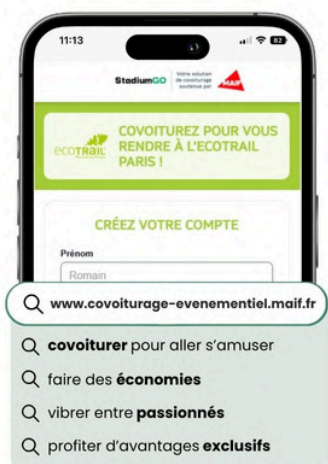 11:13
82
StadiumGO
Votre solution
de covoiturage
soutenue par
MAIF
ecoTRAIL
COVOITUREZ POUR VOUS
RENDRE À L'ECOTRAIL
PARIS !
CRÉEZ VOTRE COMPTE
Prénom
Romain
www.covoiturage-evenementiel.maif.fr
covoiturer pour aller s'amuser
faire des économies
vibrer entre passionnés
profiter d'avantages exclusifs